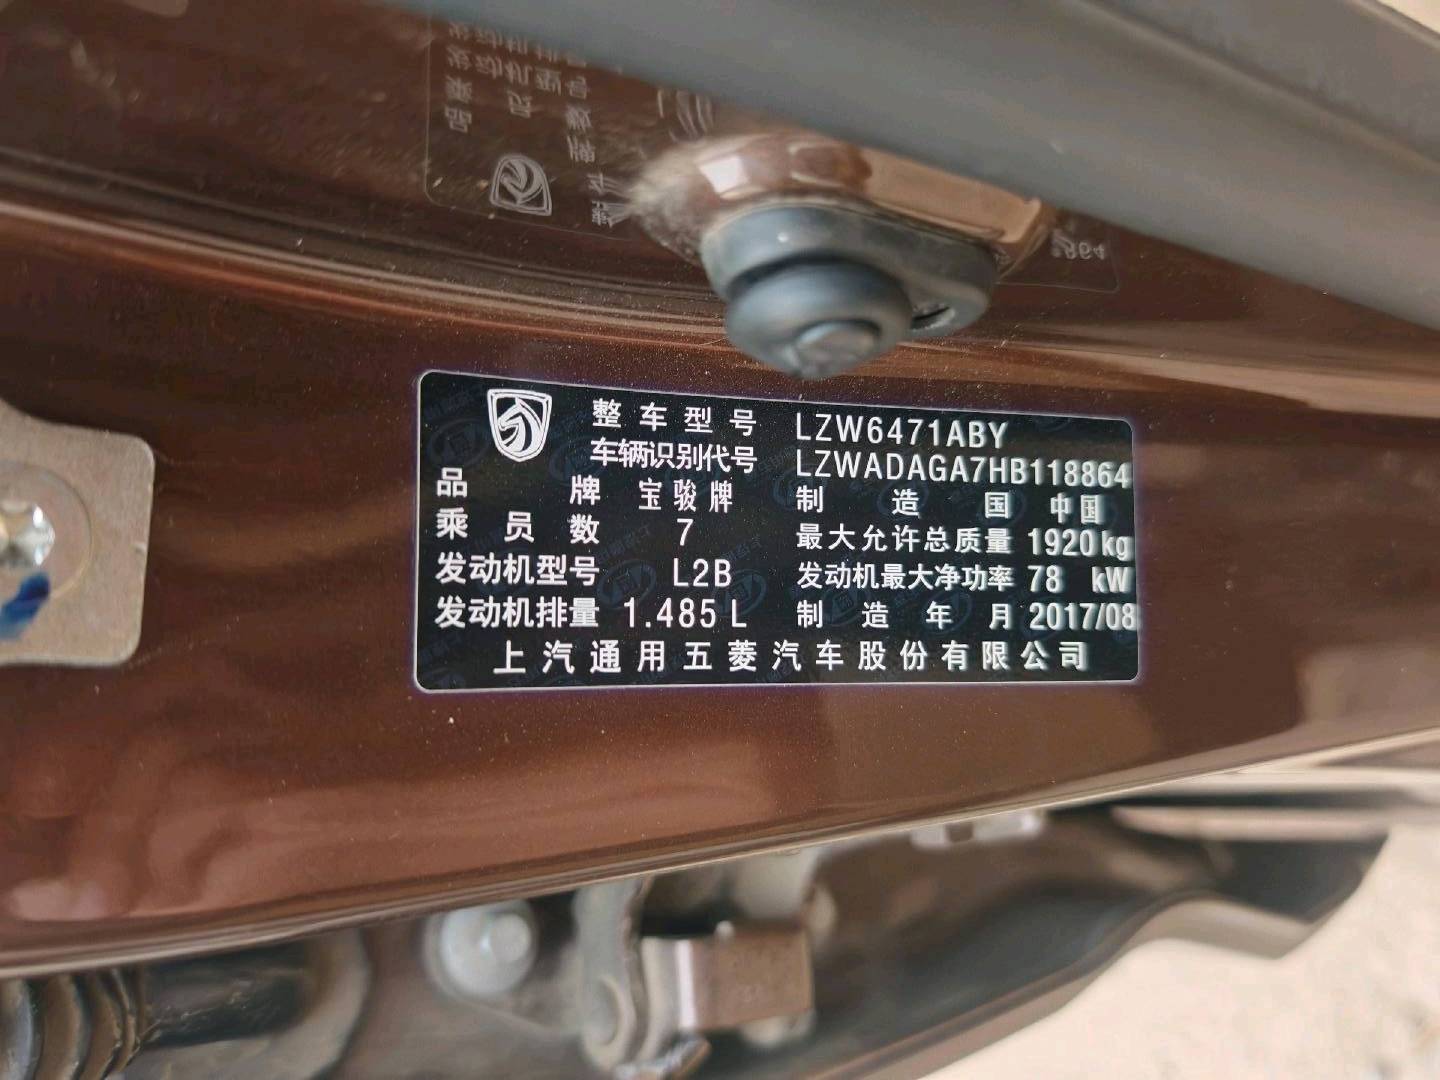 整车型号 LZW6471ABY
车辆识别代号 LZWADAGA7HB118864
品牌 宝骏牌 制造国 中国
乘员数 7 最大允许总质量 1920kg
发动机型号 L2B 发动机最大净功率 78 kW
发动机排量 1.485L 制造年月 2017/08
上汽通用五菱汽车股份有限公司